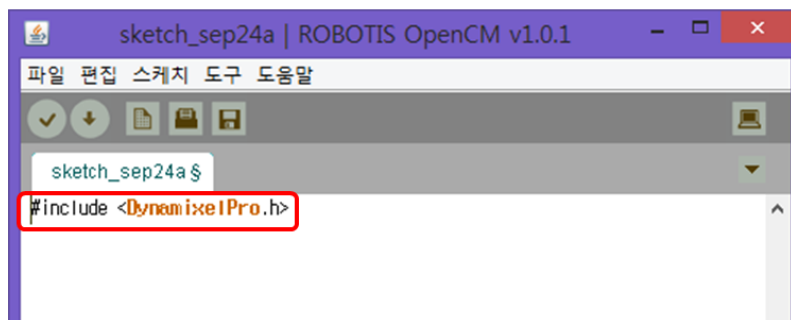 sketch_sep24a | ROBOTIS OpenCM v1.0.1
파일 편집 스케치 도구 도움말
sketch_sep24a §
#include <DynamixelPro.h>